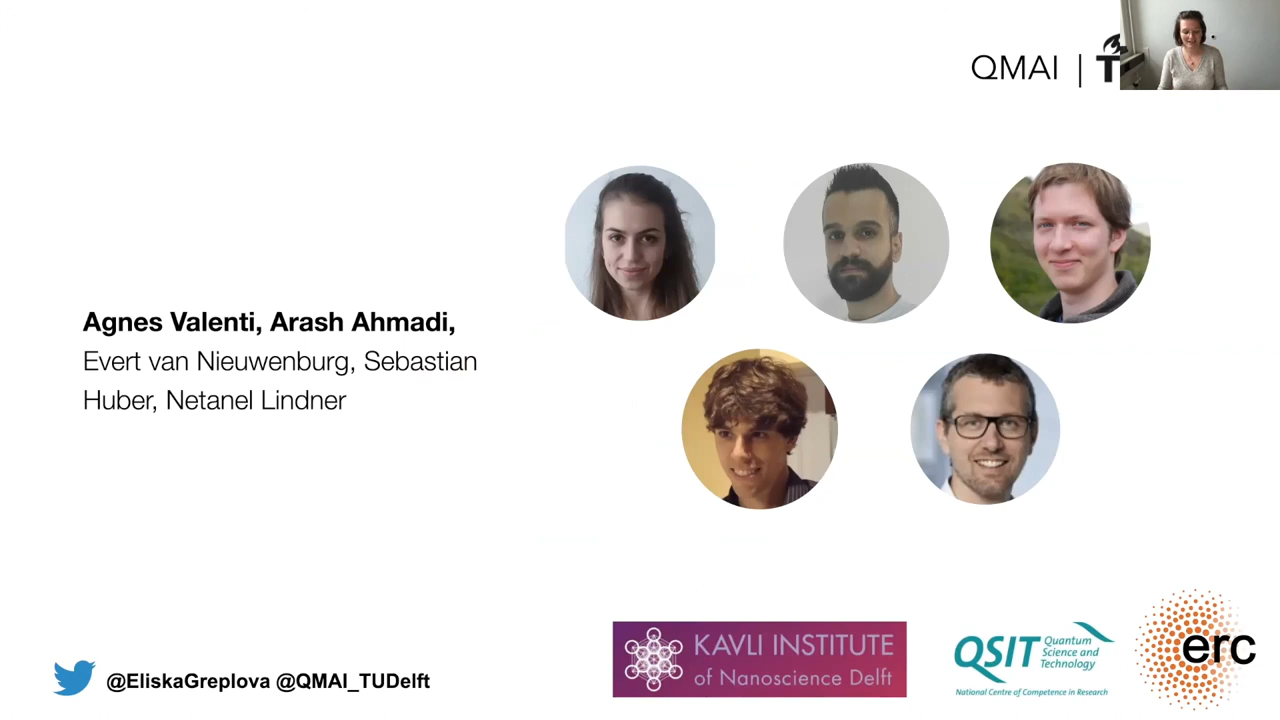 QMAI | T
Agnes Valenti, Arash Ahmadi,
Evert van Nieuwenburg, Sebastian
Huber, Netanel Lindner
@EliskaGreplova @QMAI_TUDelft
KAVLI INSTITUTE
of Nanoscience Delft
QSIT Quantum
Science and
Technology
National Centre of Competence in Research
erc